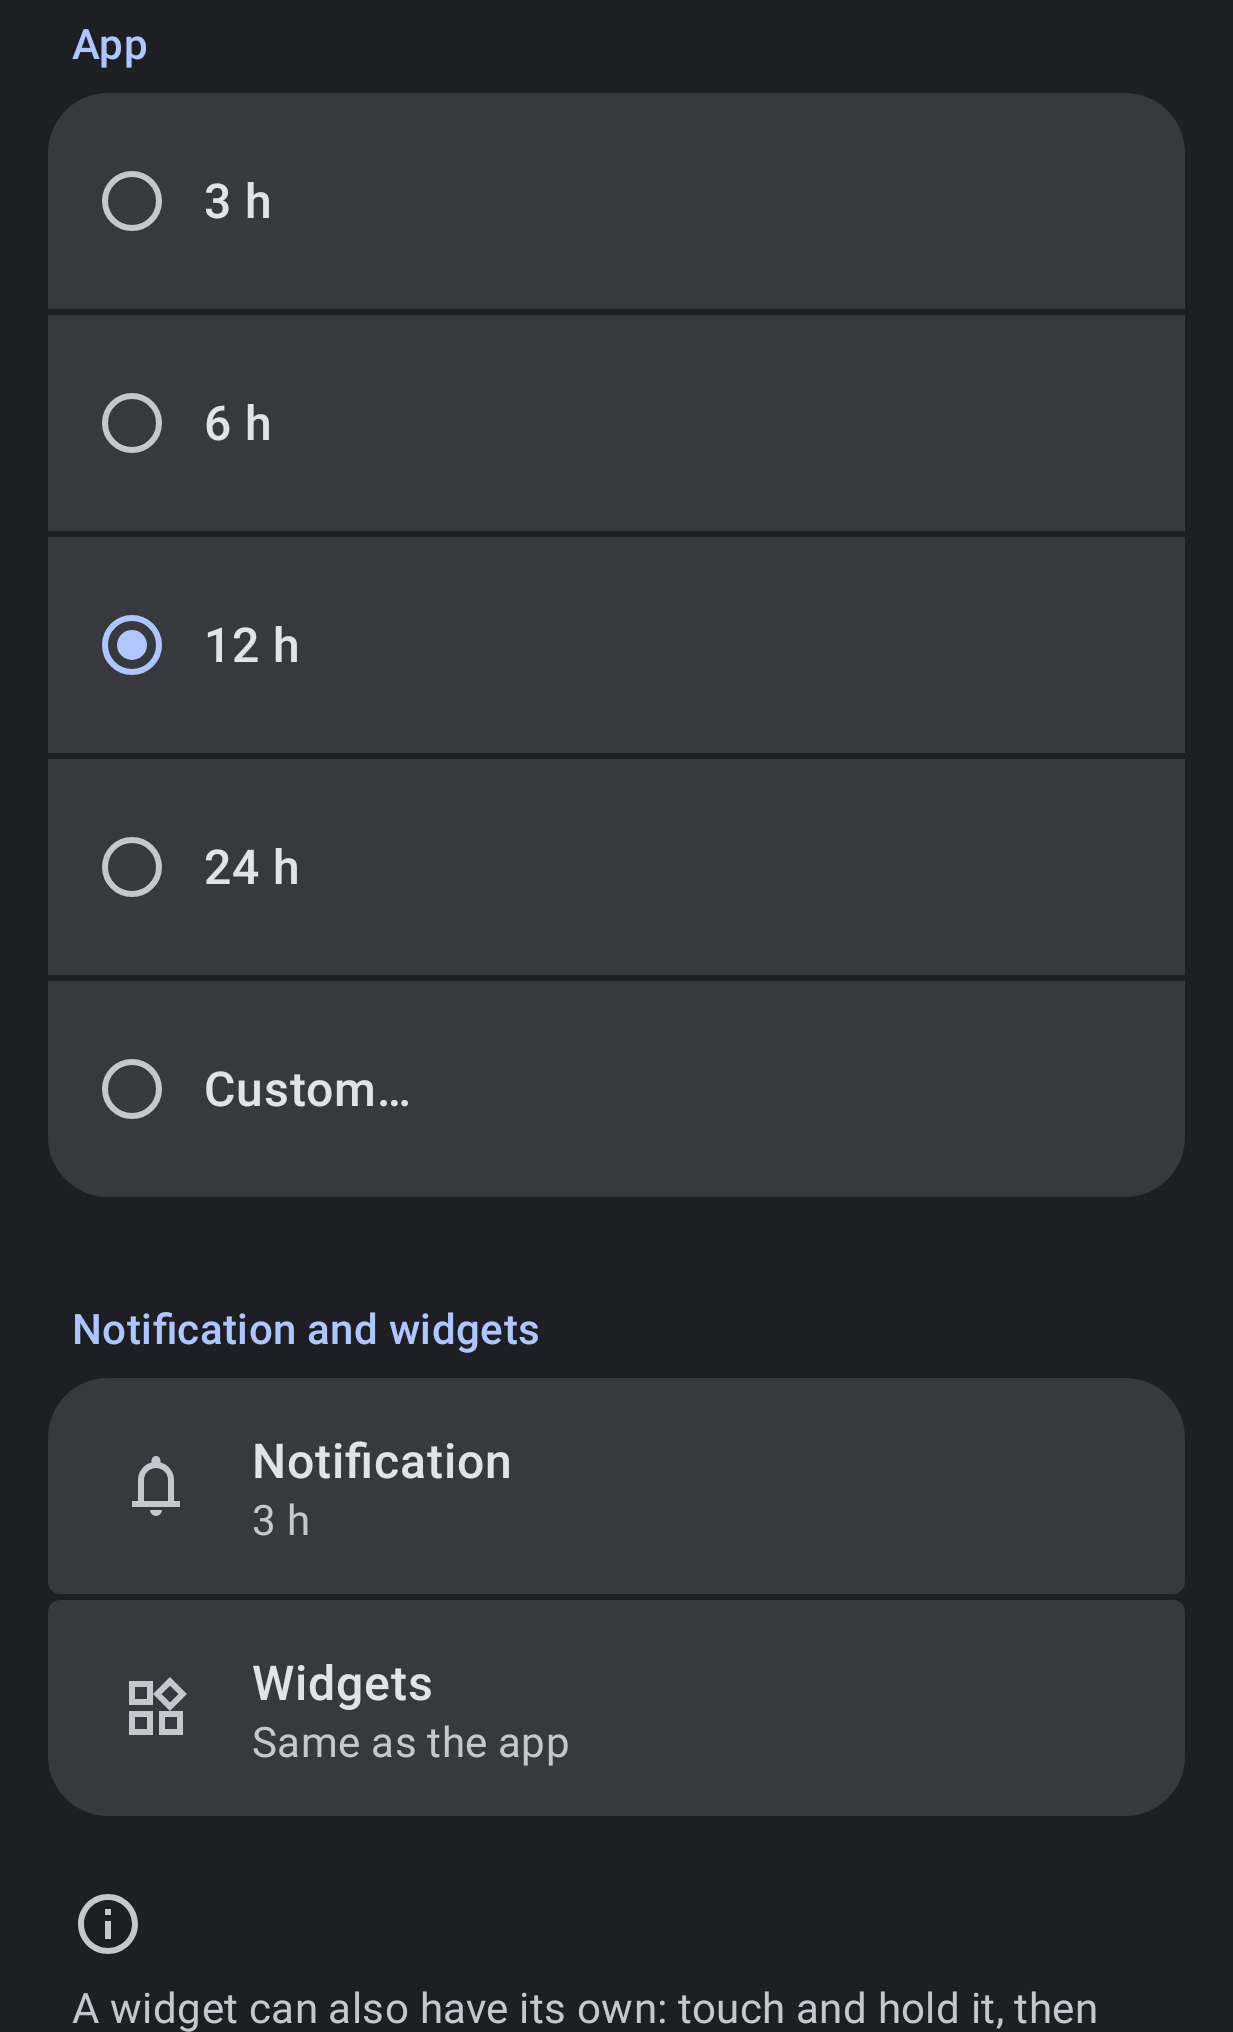 App
3 h
6 h
12 h
24 h
Custom…
Notification and widgets
Notification
3 h
Widgets
Same as the app
A widget can also have its own: touch and hold it, then